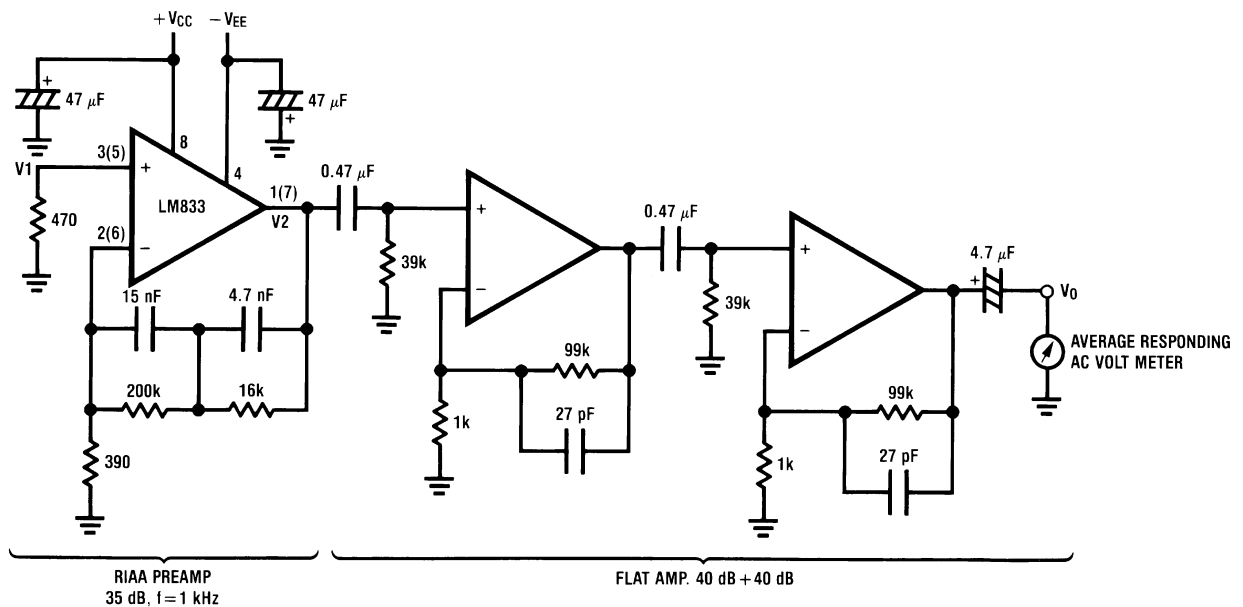 +VCC
−VEE
+
47 µF
47 µF
+
V1
3(5)
8
+
4
470
LM833
1(7)
V2
2(6)
−
0.47 µF
39k
15 nF
4.7 nF
200k
16k
390
+
−
99k
27 pF
1k
0.47 µF
39k
+
−
99k
27 pF
1k
4.7 µF
+
VO
AVERAGE RESPONDING
AC VOLT METER
RIAA PREAMP
35 dB, f=1 kHz
FLAT AMP. 40 dB+40 dB